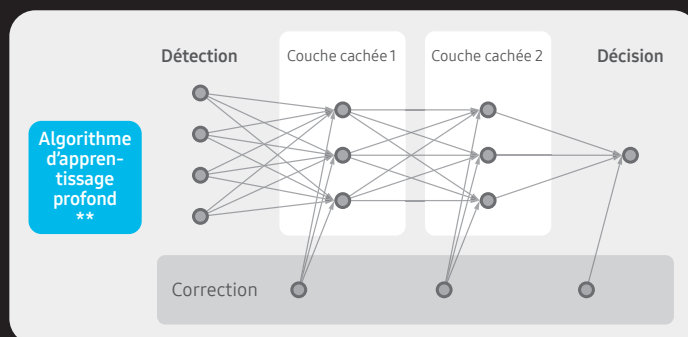 Détection
Couche cachée 1
Couche cachée 2
Décision
Algorithme
d'appren-
tissage
profond
**
Correction